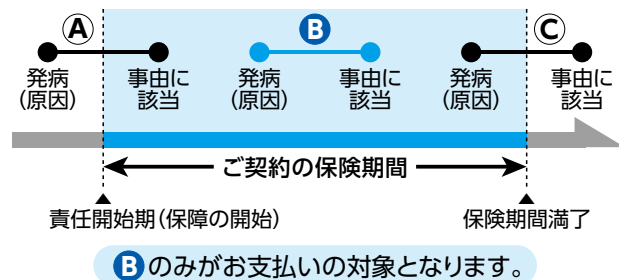 Ⓐ Ⓑ Ⓒ
発病 事由に 発病 事由に 発病 事由に
(原因) 該当 (原因) 該当 (原因) 該当
ご契約の保険期間
責任開始期(保障の開始) 保険期間満了
Ⓑのみがお支払いの対象となります。